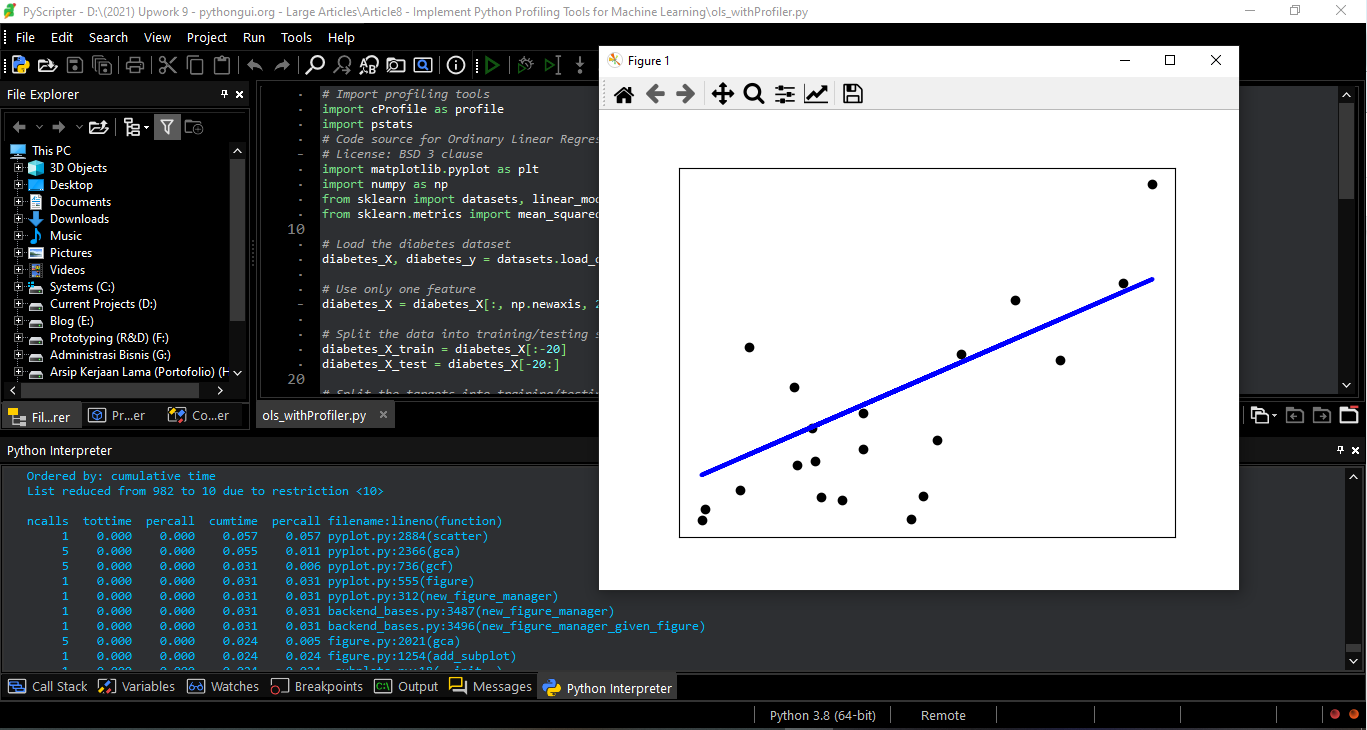 PyScripter - D:\(2021) Upwork 9 - pythongui.org - Large Articles\Article8 - Implement Python Profiling Tools for Machine Learning\ols_withProfiler.py
File Edit Search View Project Run Tools Help
File Explorer
This PC
3D Objects
Desktop
Documents
Downloads
Music
Pictures
Videos
Systems (C:)
Current Projects (D:)
Blog (E:)
Prototyping (R&D) (F:)
Administrasi Bisnis (G:)
Arsip Kerjaan Lama (Portofolio) (H
Fil...rer Pr...er Co...er
# Import profiling tools
import cProfile as profile
import pstats
# Code source for Ordinary Linear Regres
# License: BSD 3 clause
import matplotlib.pyplot as plt
import numpy as np
from sklearn import datasets, linear_mo
from sklearn.metrics import mean_squared
10
# Load the diabetes dataset
diabetes_X, diabetes_y = datasets.load_
# Use only one feature
diabetes_X = diabetes_X[:, np.newaxis, 2
# Split the data into training/testing s
diabetes_X_train = diabetes_X[:-20]
diabetes_X_test = diabetes_X[-20:]
20
# Split the targets into training/testi
ols_withProfiler.py
Figure 1
Python Interpreter
Ordered by: cumulative time
List reduced from 982 to 10 due to restriction <10>
ncalls tottime percall cumtime percall filename:lineno(function)
1 0.000 0.000 0.057 0.057 pyplot.py:2884(scatter)
5 0.000 0.000 0.055 0.011 pyplot.py:2366(gca)
5 0.000 0.000 0.031 0.006 pyplot.py:736(gcf)
1 0.000 0.000 0.031 0.031 pyplot.py:555(figure)
1 0.000 0.000 0.031 0.031 pyplot.py:312(new_figure_manager)
1 0.000 0.000 0.031 0.031 backend_bases.py:3487(new_figure_manager)
1 0.000 0.000 0.031 0.031 backend_bases.py:3496(new_figure_manager_given_figure)
5 0.000 0.000 0.024 0.005 figure.py:2021(gca)
1 0.000 0.000 0.024 0.024 figure.py:1254(add_subplot)
Call Stack Variables Watches Breakpoints Output Messages Python Interpreter
Python 3.8 (64-bit) Remote